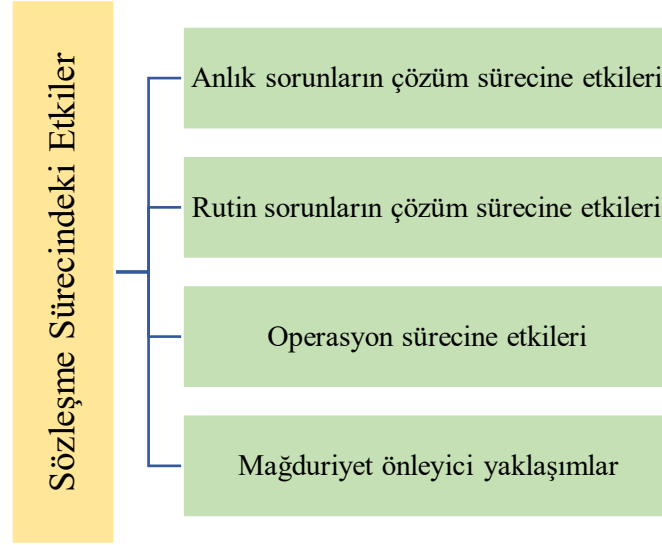 Sözleşme Sürecindeki Etkiler
Anlık sorunların çözüm sürecine etkileri
Rutin sorunların çözüm sürecine etkileri
Operasyon sürecine etkileri
Mağduriyet önleyici yaklaşımlar